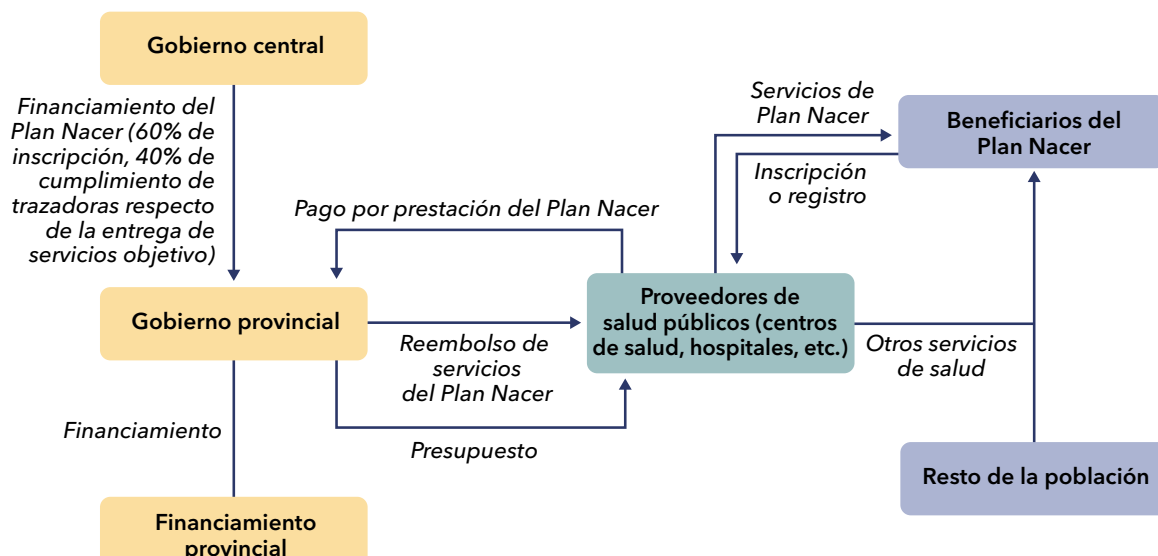 Gobierno central
Financiamiento del
Plan Nacer (60% de
inscripción, 40% de
cumplimiento de
trazadoras respecto
de la entrega de
servicios objetivo)
Servicios de
Plan Nacer
Beneficiarios del
Plan Nacer
Inscripción
o registro
Pago por prestación del Plan Nacer
Gobierno provincial
Proveedores de
salud públicos (centros
de salud, hospitales, etc.)
Reembolso de
servicios
del Plan Nacer
Otros servicios
de salud
Financiamiento
Presupuesto
Resto de la población
Financiamiento
provincial